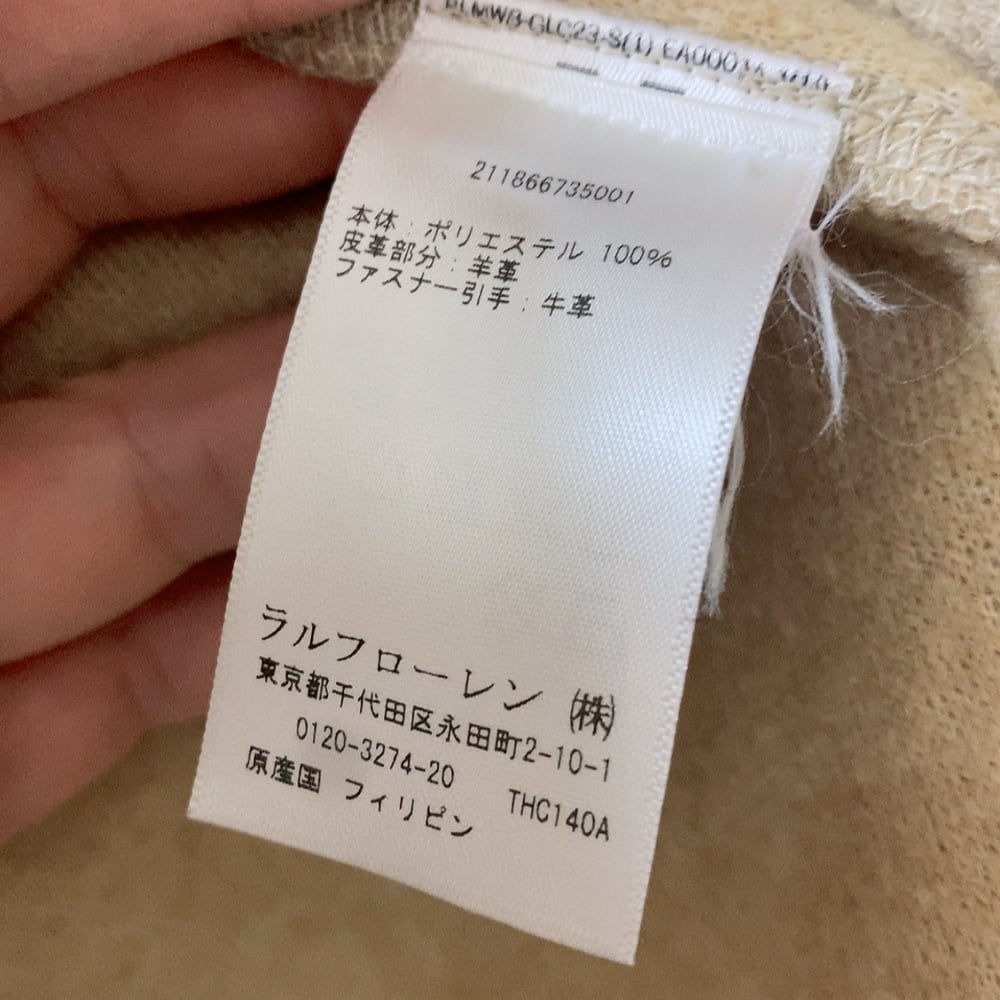 211866735001
本体：ポリエステル 100%
皮革部分：羊革
ファスナー引手：牛革
ラルフローレン ㈱
東京都千代田区永田町2-10-1
0120-3274-20
THC140A
原産国 フィリピン